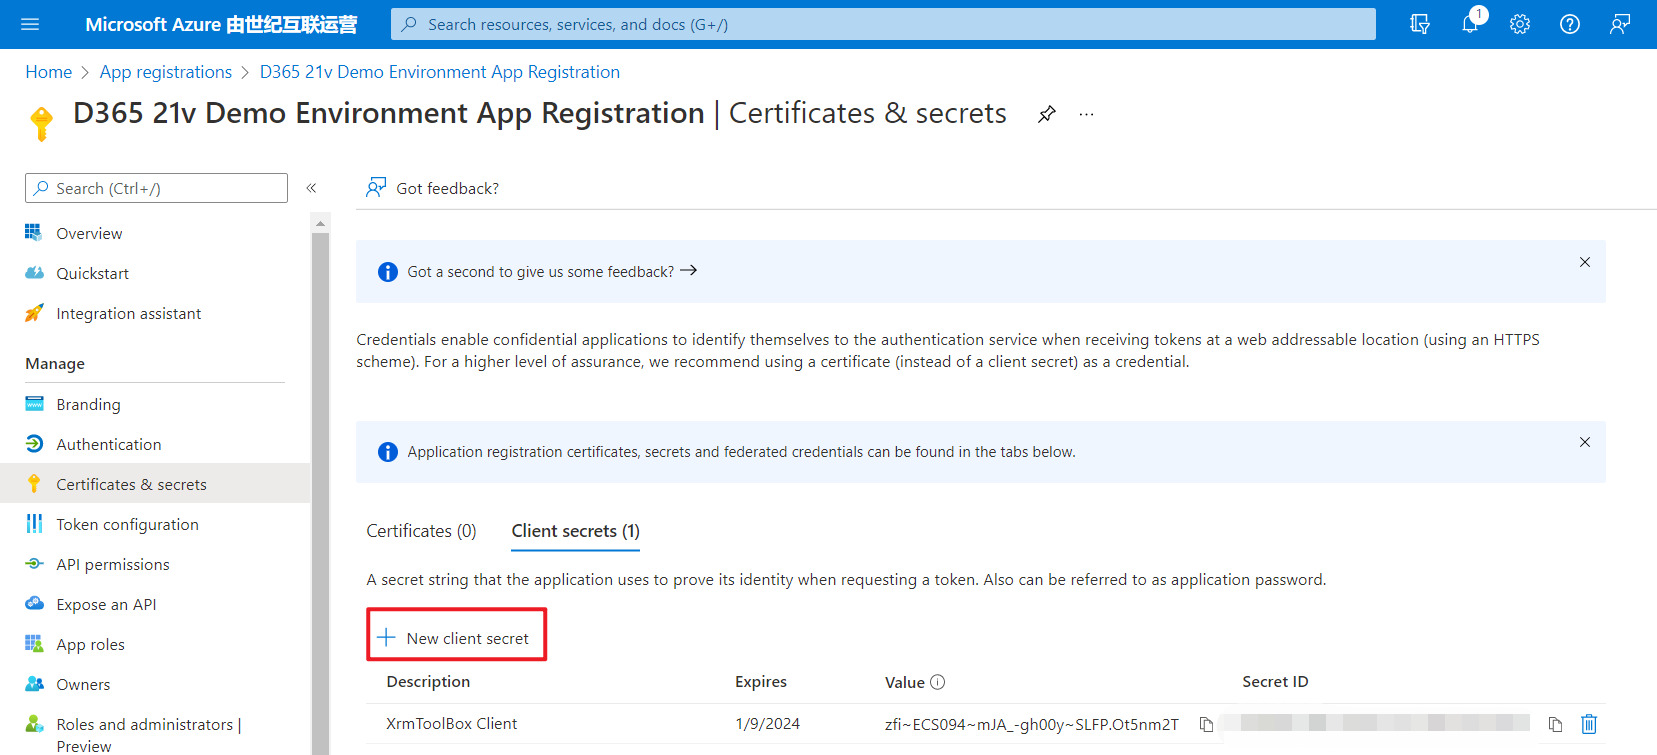 Microsoft Azure 由世纪互联运营
Search resources, services, and docs (G+/)
1
Home > App registrations > D365 21v Demo Environment App Registration
D365 21v Demo Environment App Registration | Certificates & secrets
Search (Ctrl+/)
Got feedback?
Overview
Quickstart
Integration assistant
Manage
Branding
Authentication
Certificates & secrets
Token configuration
API permissions
Expose an API
App roles
Owners
Roles and administrators |
Preview
Got a second to give us some feedback?
Credentials enable confidential applications to identify themselves to the authentication service when receiving tokens at a web addressable location (using an HTTPS
scheme). For a higher level of assurance, we recommend using a certificate (instead of a client secret) as a credential.
Application registration certificates, secrets and federated credentials can be found in the tabs below.
Certificates (0) Client secrets (1)
A secret string that the application uses to prove its identity when requesting a token. Also can be referred to as application password.
New client secret
Description Expires Value Secret ID
XrmToolBox Client 1/9/2024 zfi~ECS094~mJA_-gh00y~SLFP.Ot5nm2T